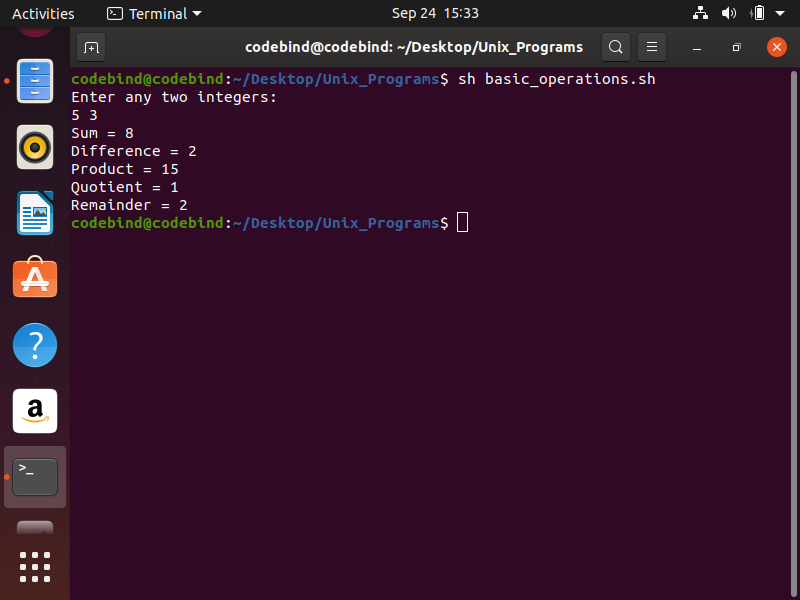 Activities Terminal Sep 24 15:33
codebind@codebind: ~/Desktop/Unix_Programs
codebind@codebind:~/Desktop/Unix_Programs$ sh basic_operations.sh
Enter any two integers:
5 3
Sum = 8
Difference = 2
Product = 15
Quotient = 1
Remainder = 2
codebind@codebind:~/Desktop/Unix_Programs$
?
a
>_